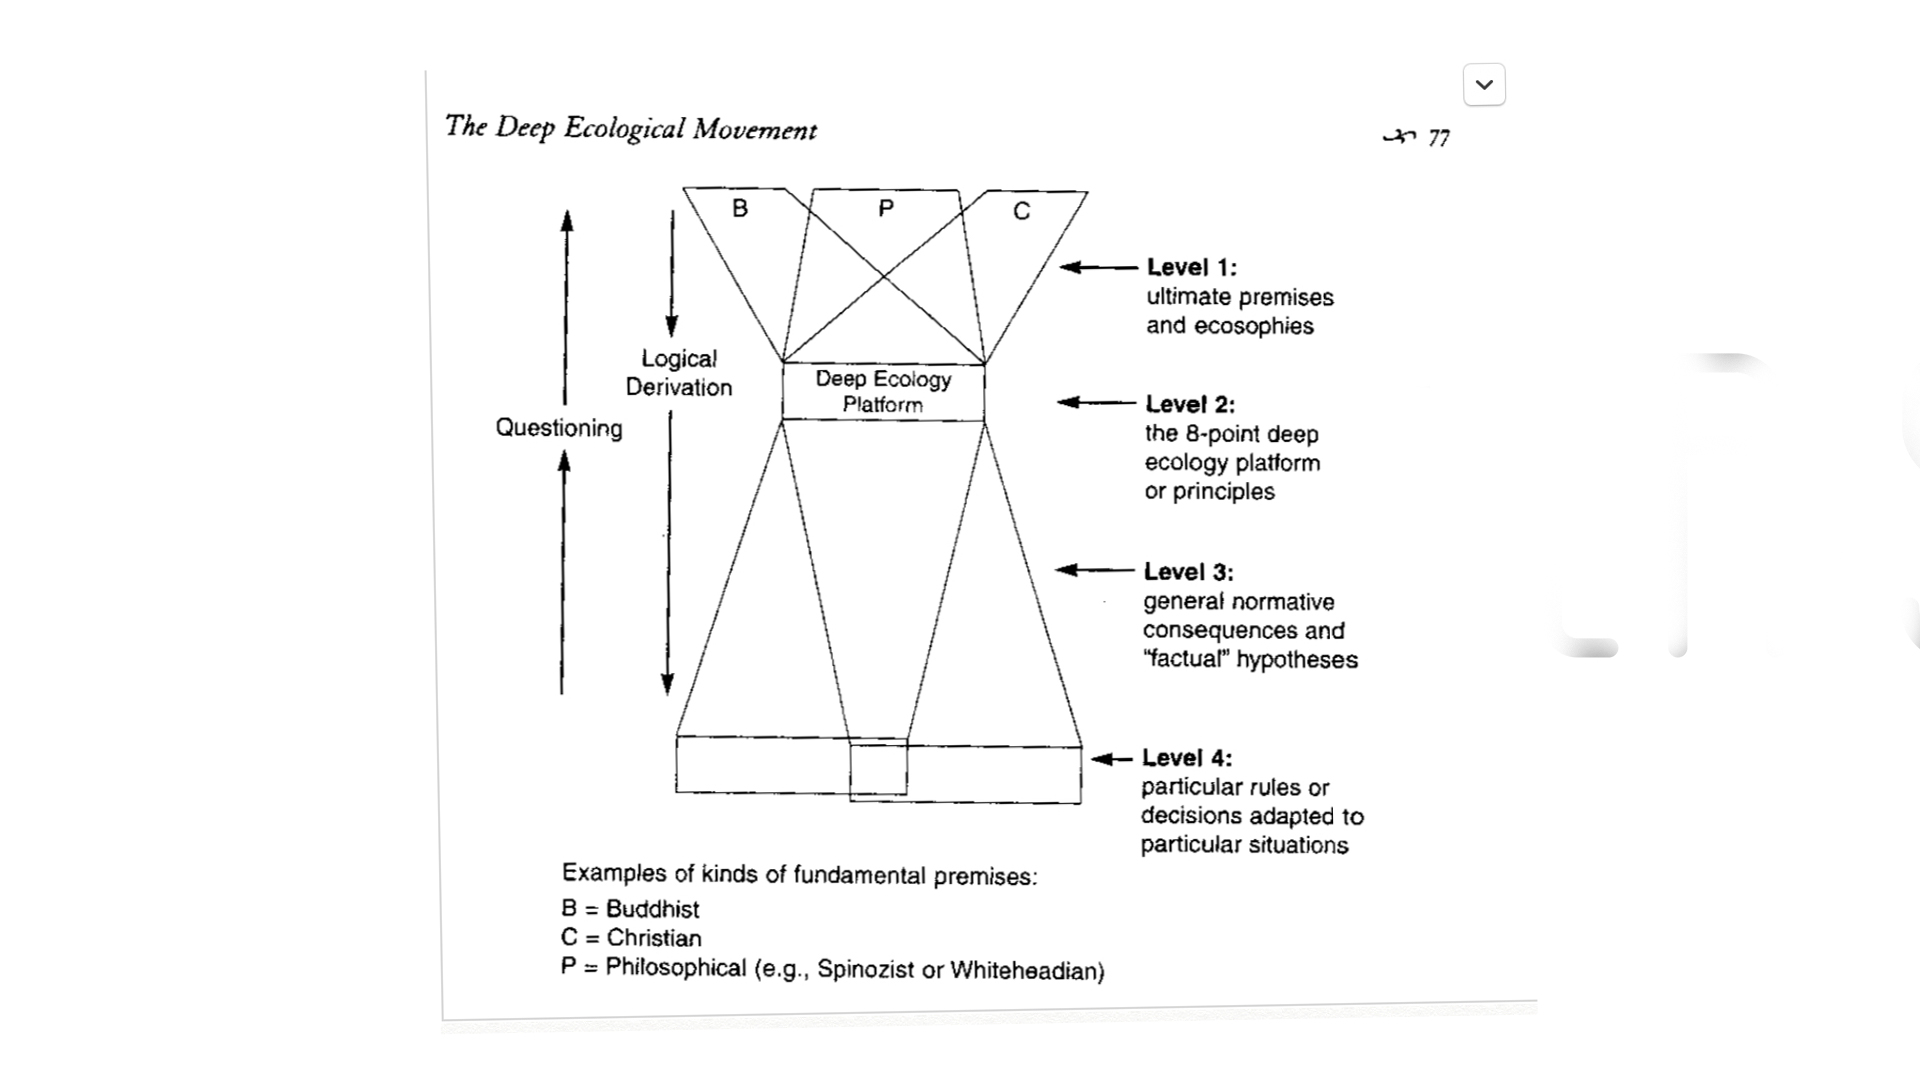 The Deep Ecological Movement
77
B
P
C
Level 1:
ultimate premises
and ecosophies
Logical
Derivation
Deep Ecology
Platform
Questioning
Level 2:
the 8-point deep
ecology platform
or principles
Level 3:
general normative
consequences and
"factual" hypotheses
Level 4:
particular rules or
decisions adapted to
particular situations
Examples of kinds of fundamental premises:
B = Buddhist
C = Christian
P = Philosophical (e.g., Spinozist or Whiteheadian)